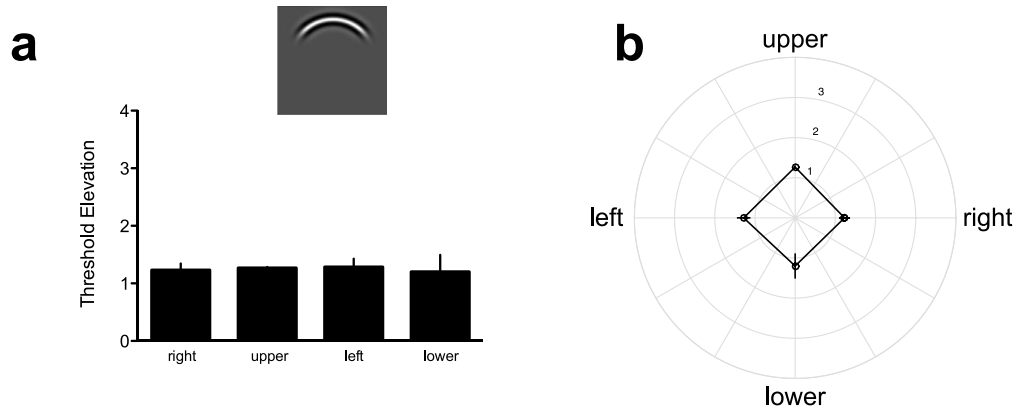 a
4
3
2
1
0
Threshold Elevation
right upper left lower
b
upper
3
2
1
left right
lower